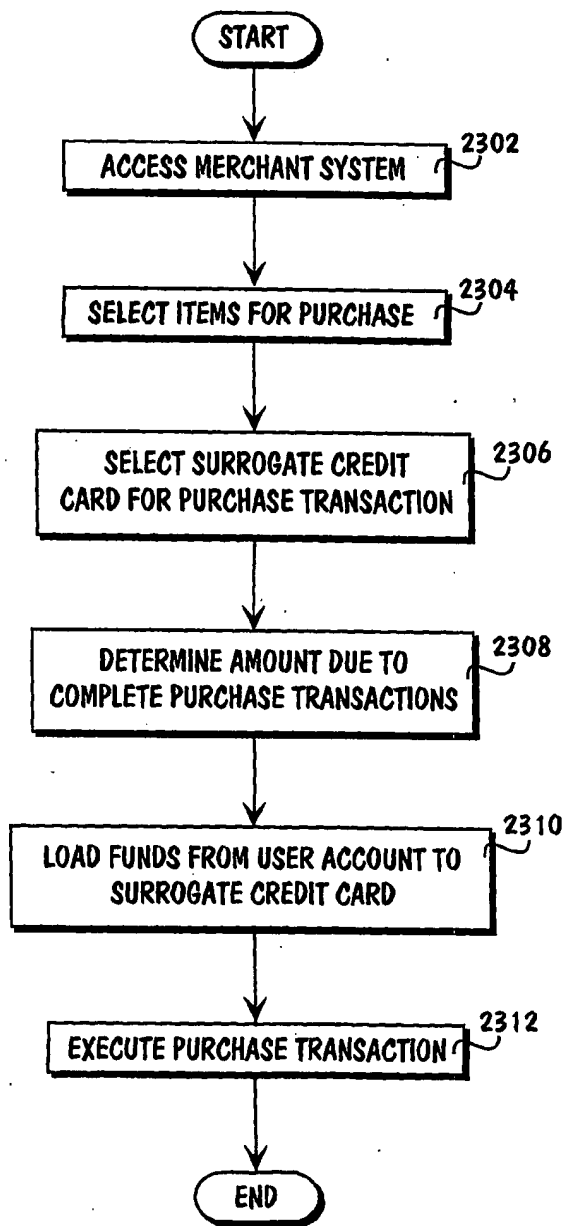 START
2302
ACCESS MERCHANT SYSTEM
2304
SELECT ITEMS FOR PURCHASE
2306
SELECT SURROGATE CREDIT
CARD FOR PURCHASE TRANSACTION
2308
DETERMINE AMOUNT DUE TO
COMPLETE PURCHASE TRANSACTIONS
2310
LOAD FUNDS FROM USER ACCOUNT TO
SURROGATE CREDIT CARD
2312
EXECUTE PURCHASE TRANSACTION
END